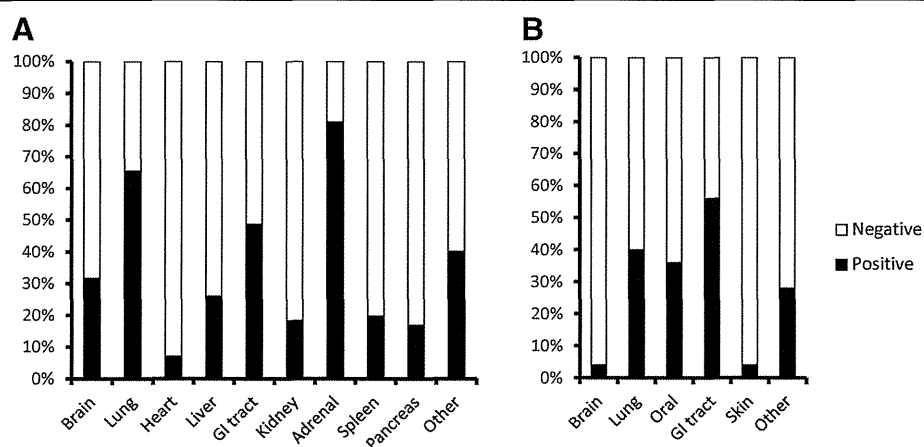 A
100%
90%
80%
70%
60%
50%
40%
30%
20%
10%
0%
Brain
Lung
Heart
Liver
GI tract
Kidney
Adrenal
Spleen
Pancreas
Other
B
100%
90%
80%
70%
60%
50%
40%
30%
20%
10%
0%
Brain
Lung
Oral
GI tract
Skin
Other
Negative
Positive